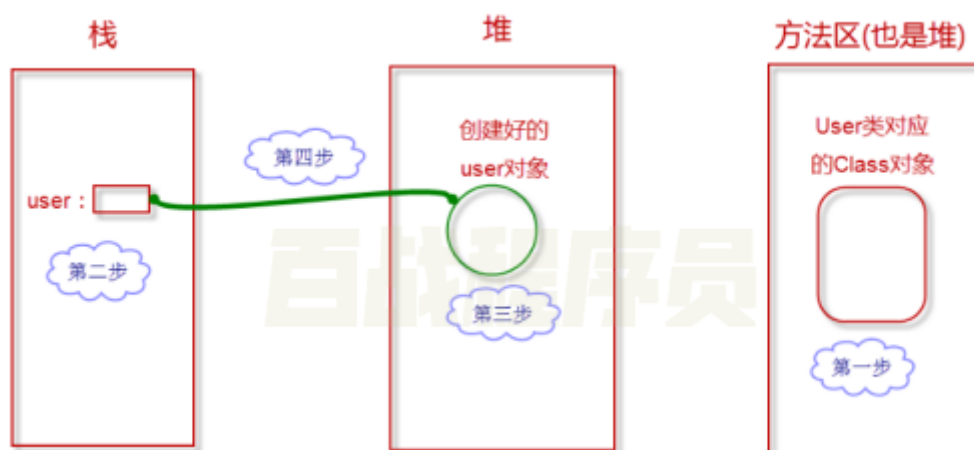 栈
堆
方法区(也是堆)
创建好的
user对象
User类对应
的Class对象
第四步
user：
第二步
第三步
第一步
百战程序员